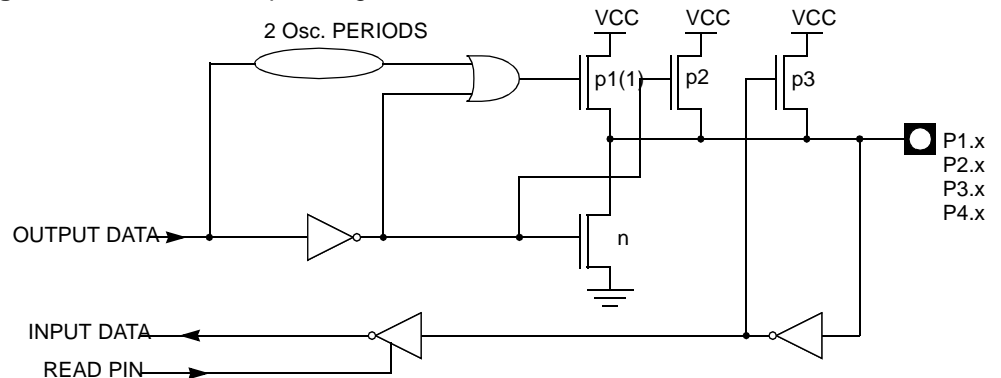 2 Osc. PERIODS
VCC
VCC
VCC
p1(1)
p2
p3
P1.x
P2.x
P3.x
P4.x
OUTPUT DATA
n
INPUT DATA
READ PIN